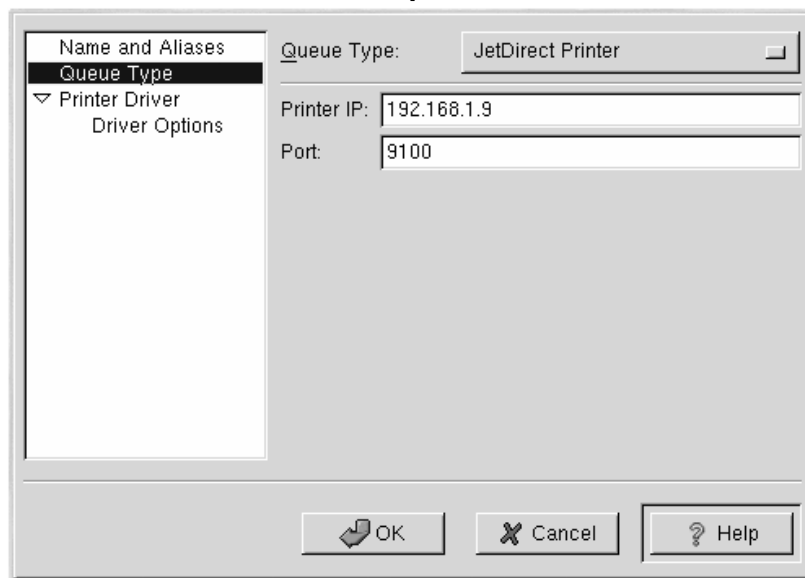 Name and Aliases
Queue Type
Printer Driver
Driver Options
Queue Type: JetDirect Printer
Printer IP: 192.168.1.9
Port: 9100
OK Cancel Help